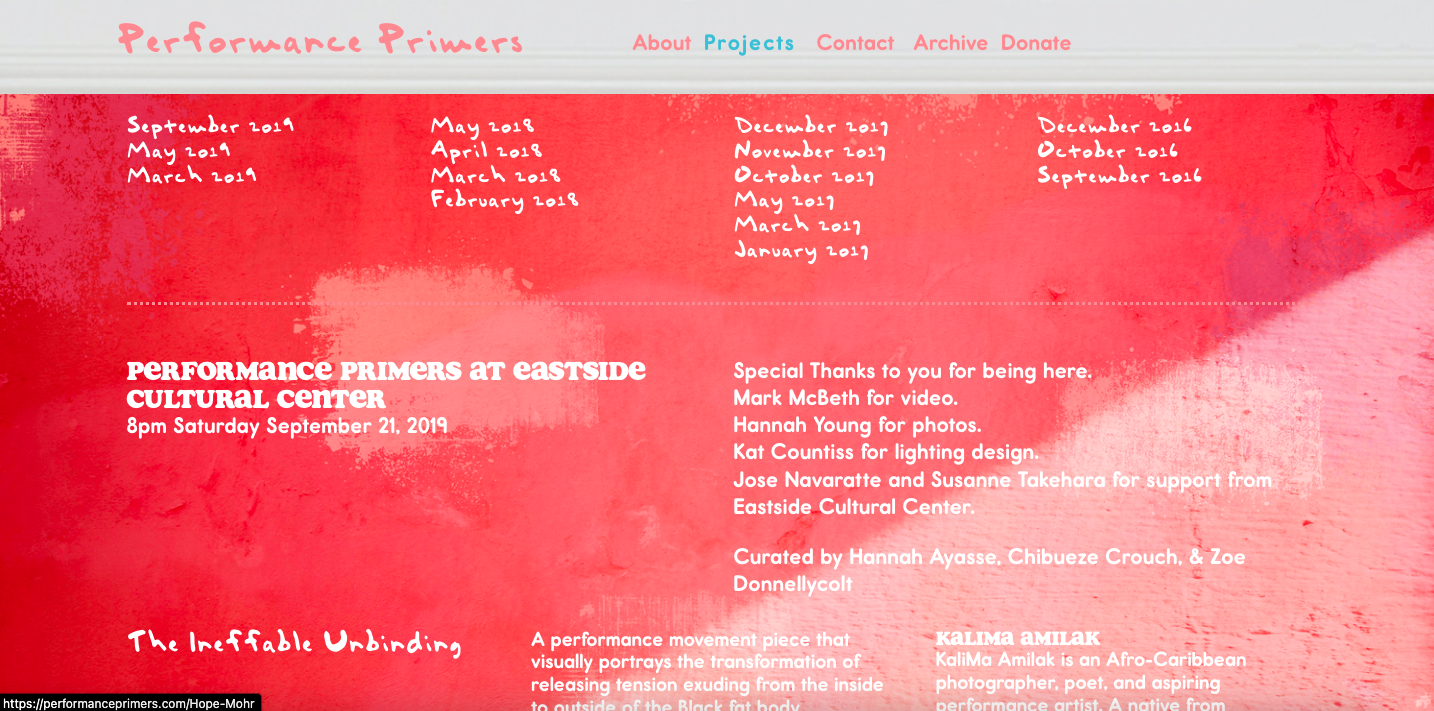 Performance Primers
About Projects Contact Archive Donate
September 2019
May 2019
March 2019
May 2018
April 2018
March 2018
February 2018
December 2017
November 2017
October 2017
May 2017
March 2017
January 2017
December 2016
October 2016
September 2016
PERFORMANCE PRIMERS AT EASTSIDE
CULTURAL CENTER
8pm Saturday September 21, 2019
Special Thanks to you for being here.
Mark McBeth for video.
Hannah Young for photos.
Kat Countiss for lighting design.
Jose Navaratte and Susanne Takehara for support from
Eastside Cultural Center.
Curated by Hannah Ayasse, Chibueze Crouch, & Zoe
Donnellycolt
The Ineffable Unbinding
A performance movement piece that
visually portrays the transformation of
releasing tension exuding from the inside
to outside of the Black fat body
KALIMA AMILAK
KaliMa Amilak is an Afro-Caribbean
photographer, poet, and aspiring
performance artist. A native from
https://performanceprimers.com/Hope-Mohr